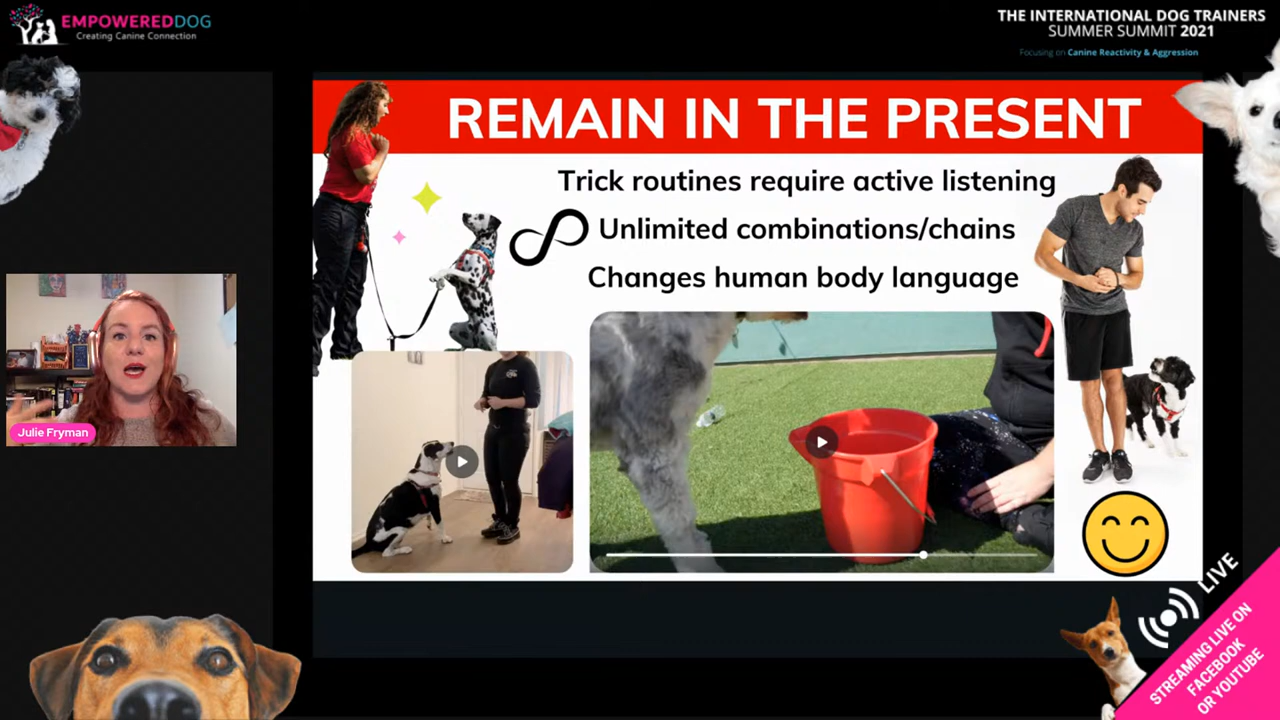 EMPOWEREDDOG
Creating Canine Connection
THE INTERNATIONAL DOG TRAINERS
SUMMER SUMMIT 2021
Focusing on Canine Reactivity & Aggression
REMAIN IN THE PRESENT
Trick routines require active listening
Unlimited combinations/chains
Changes human body language
Julie Fryman
LIVE
STREAMING LIVE ON
FACEBOOK
OR YOUTUBE